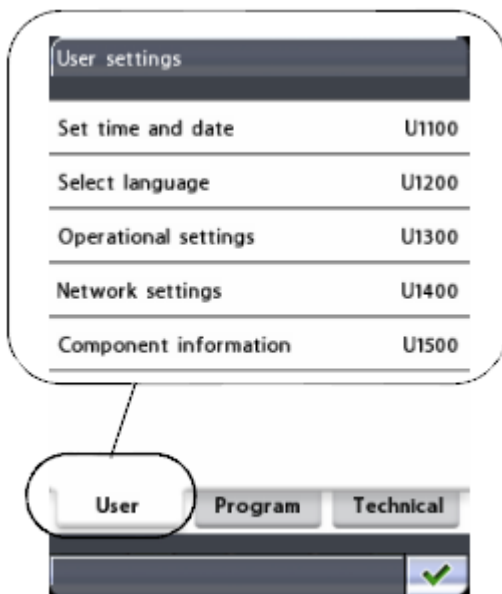 User settings
Set time and date U1100
Select language U1200
Operational settings U1300
Network settings U1400
Component information U1500
User Program Technical